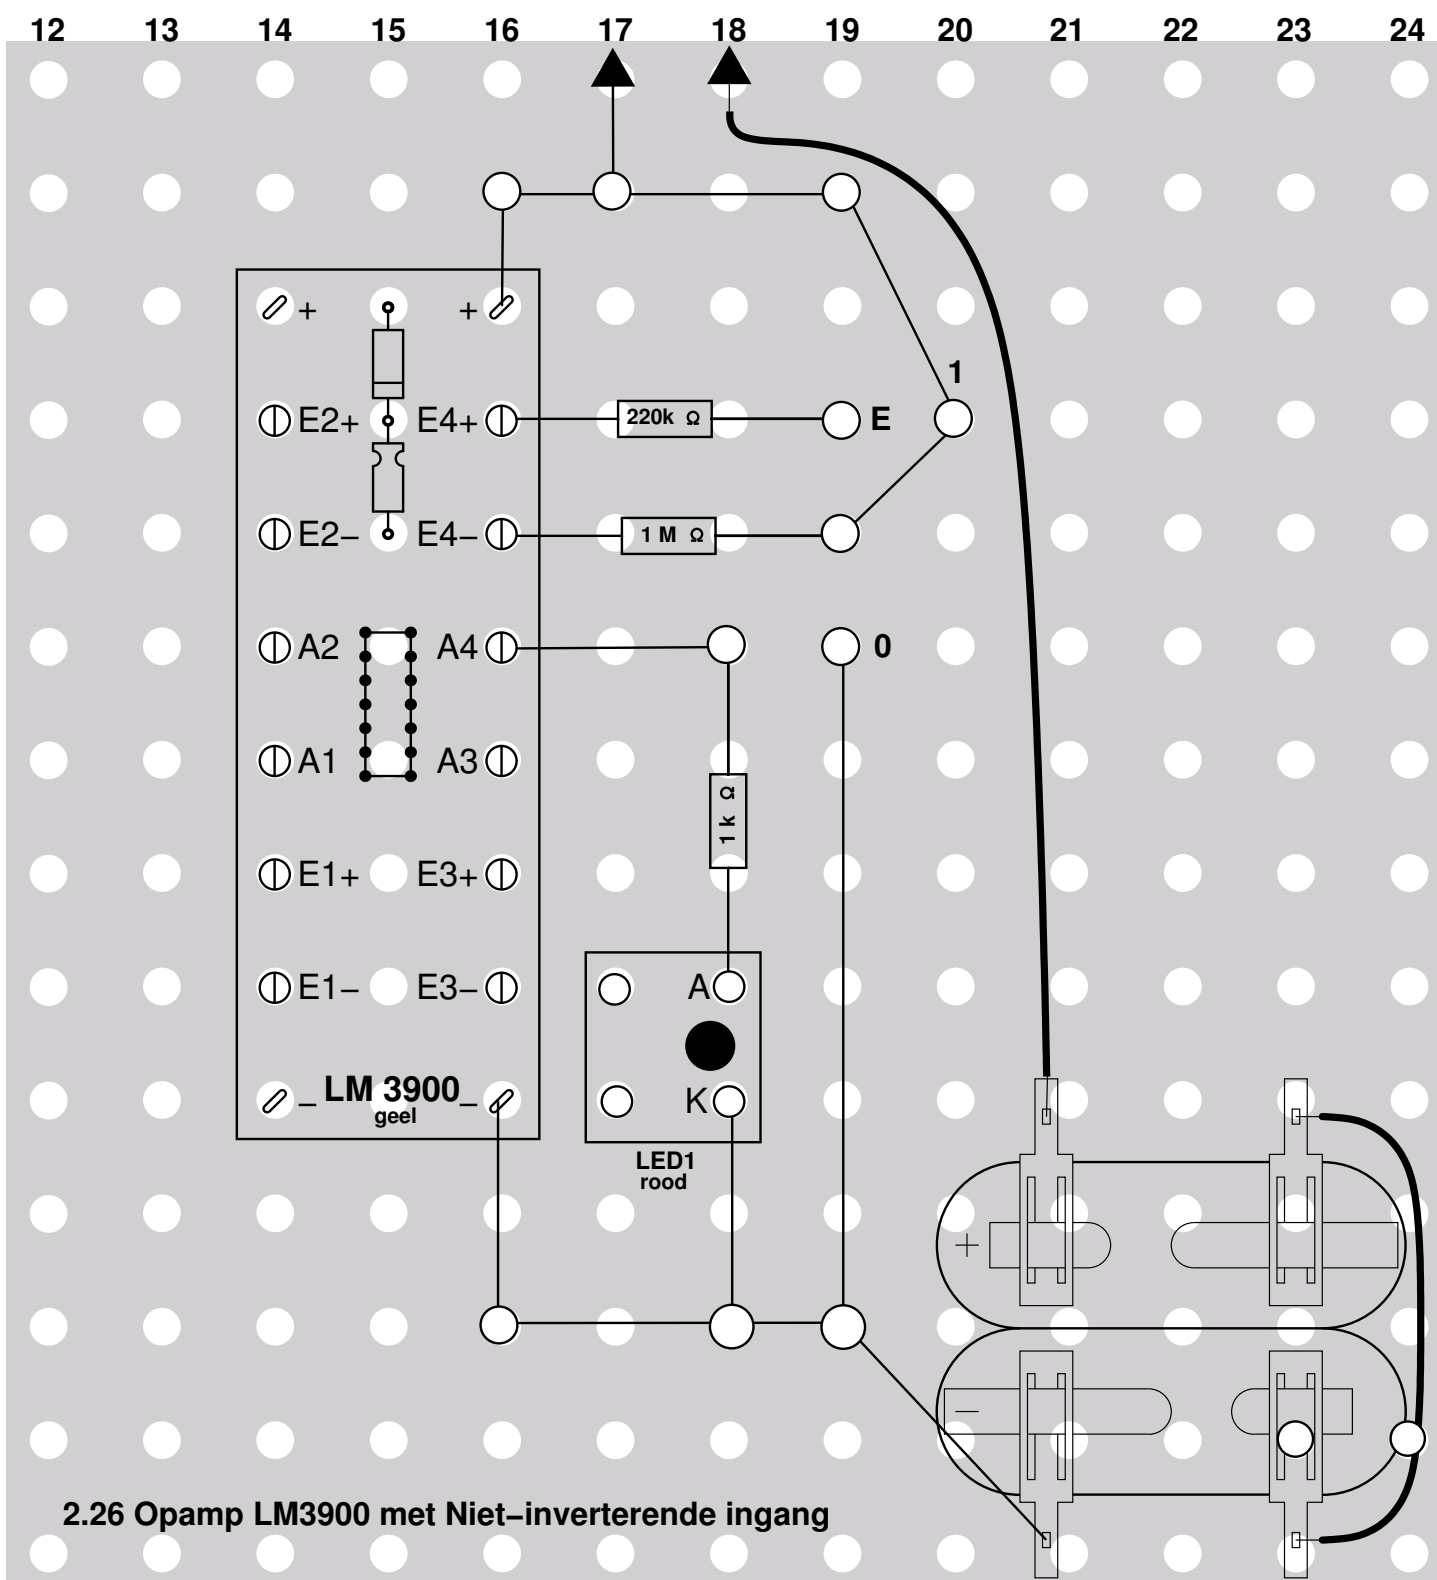 12 13 14 15 16 17 18 19 20 21 22 23 24
+ +
1
E2+ E4+ 220k Ω E
E2– E4– 1 M Ω
A2 A4 0
A1 A3
1 k Ω
E1+ E3+
E1– E3– A
– LM 3900 – K
geel
LED1
rood
+
–
2.26 Opamp LM3900 met Niet–inverterende ingang